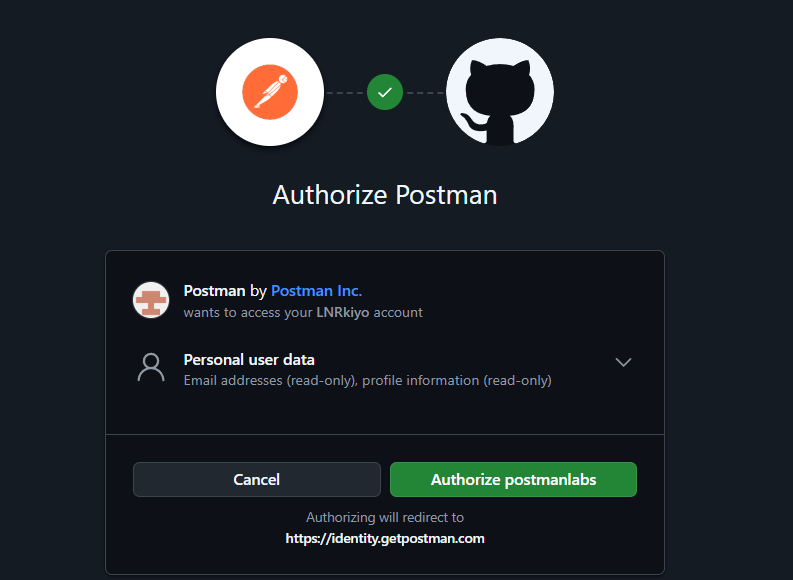 Authorize Postman
Postman by Postman Inc.
wants to access your LNRkiyo account
Personal user data
Email addresses (read-only), profile information (read-only)
Cancel
Authorize postmanlabs
Authorizing will redirect to
https://identity.getpostman.com